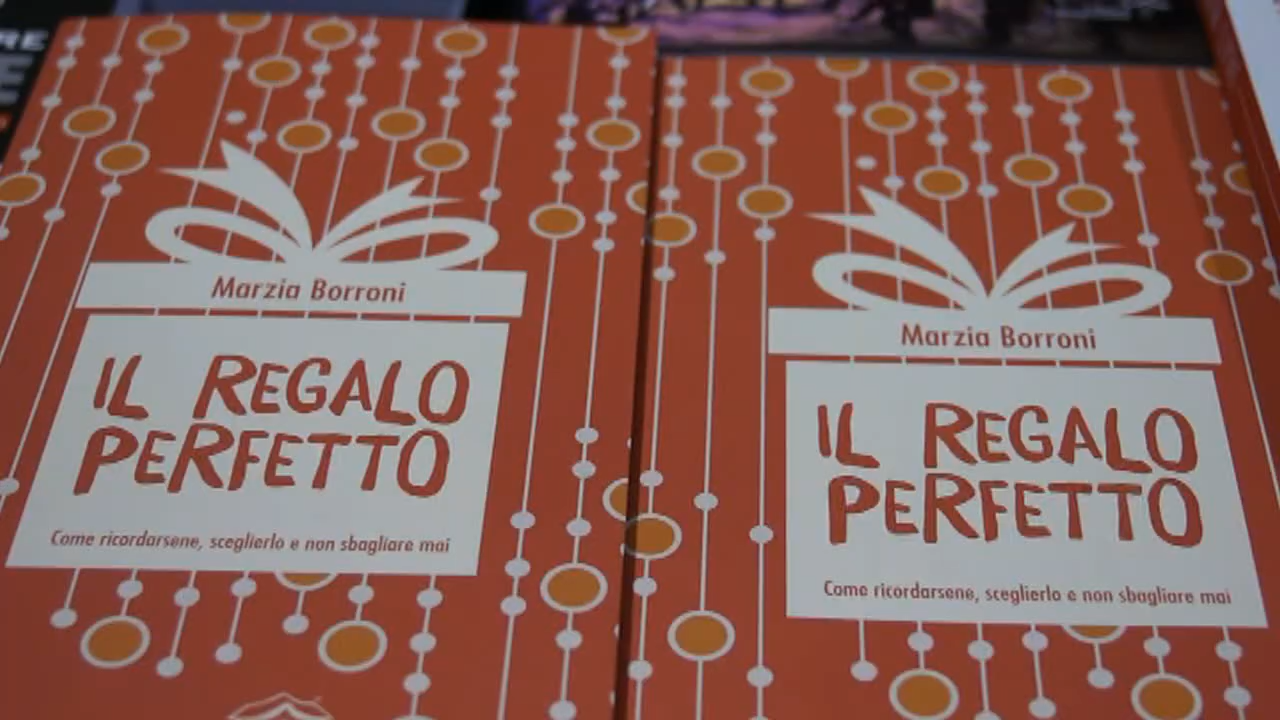 RE
E
Marzia Borroni
IL REGALO
PERFETTO
Come ricordarsene, sceglierlo e non sbagliare mai
Marzia Borroni
IL REGALO
PERFETTO
Come ricordarsene, sceglierlo e non sbagliare mai